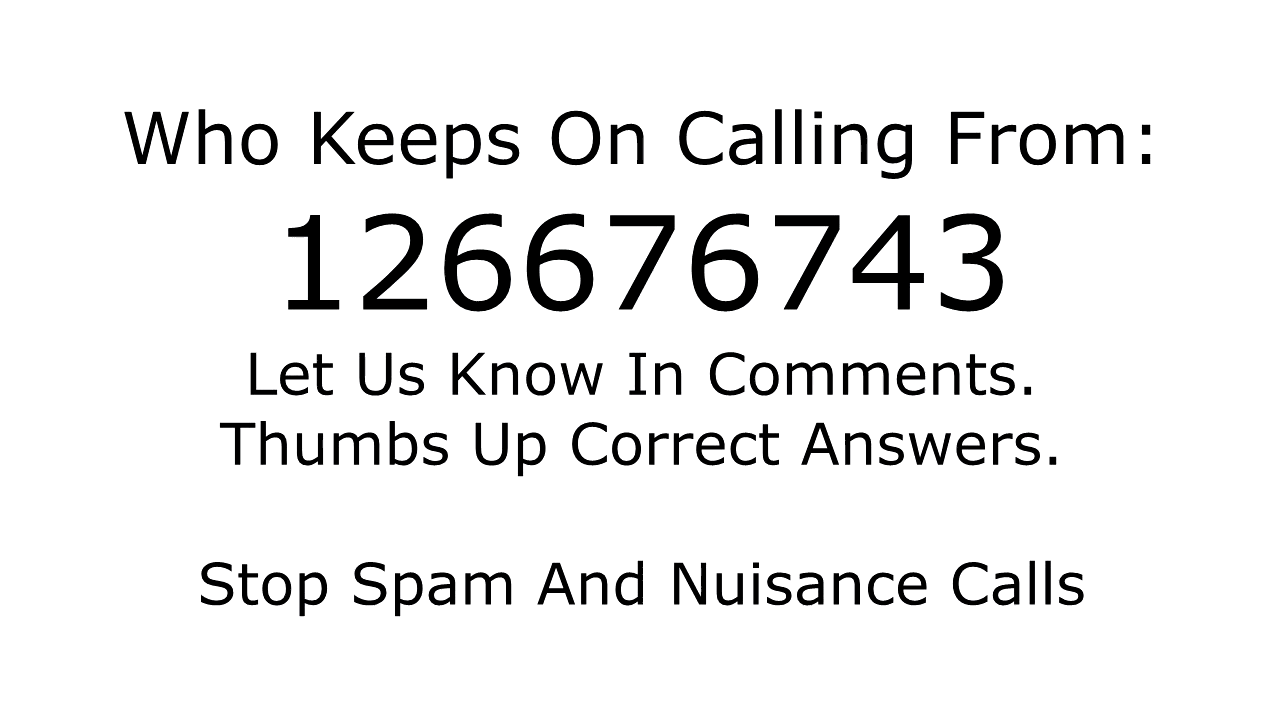 Who Keeps On Calling From:
126676743
Let Us Know In Comments.
Thumbs Up Correct Answers.
Stop Spam And Nuisance Calls